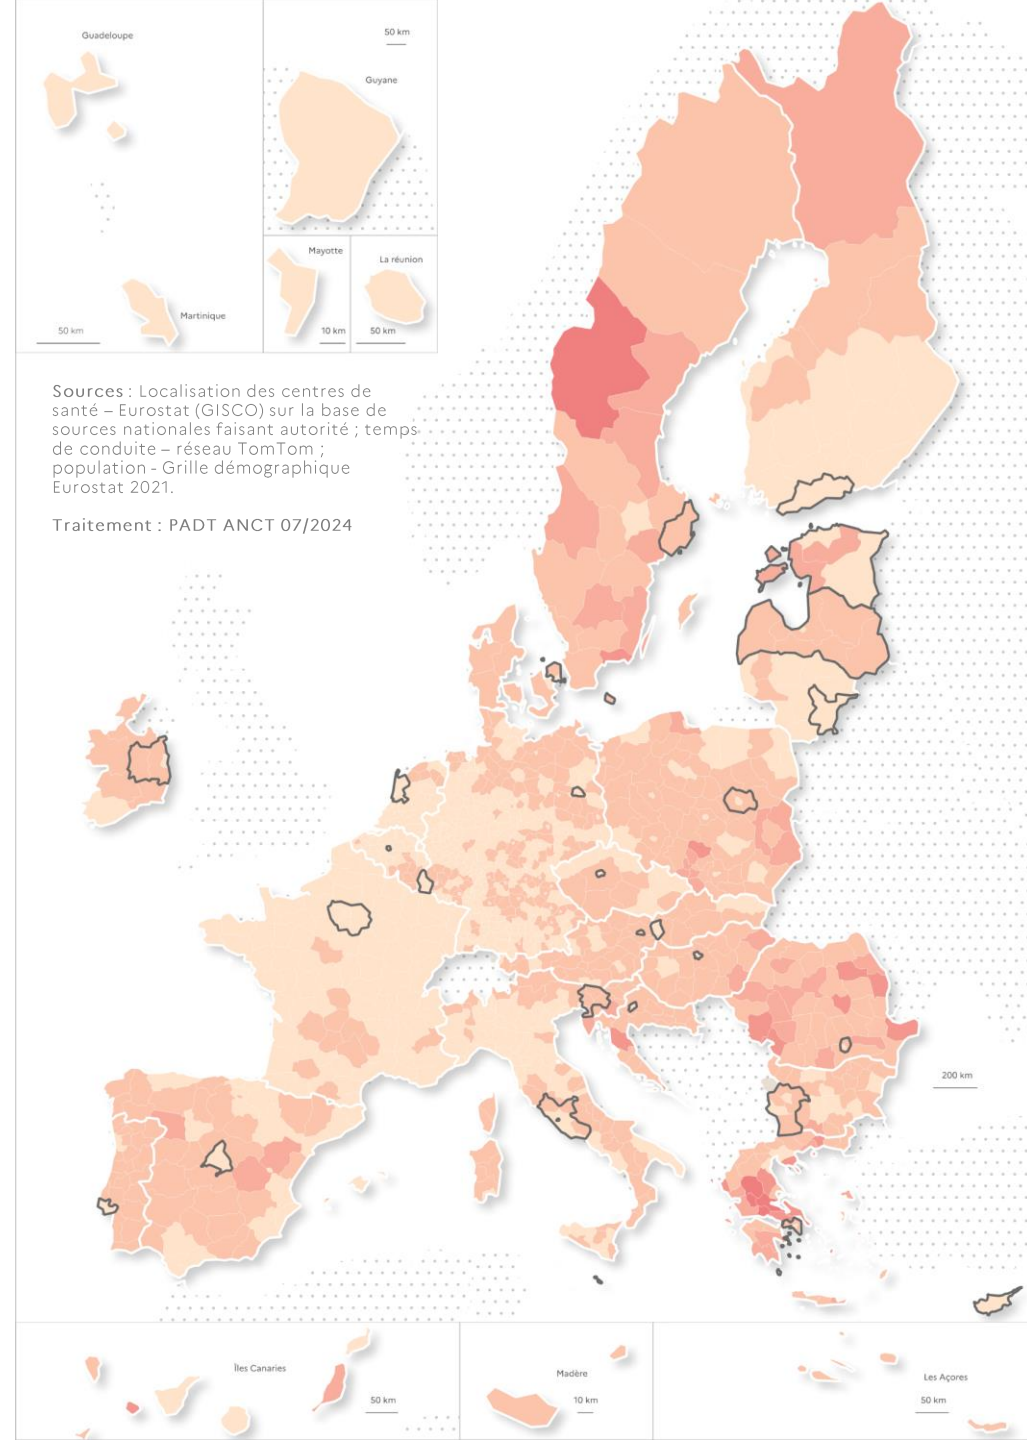 Guadeloupe
50 km
Guyane
Mayotte
La réunion
Martinique
50 km
10 km
50 km
Sources : Localisation des centres de
santé – Eurostat (GISCO) sur la base de
sources nationales faisant autorité ; temps
de conduite – réseau TomTom ;
population - Grille démographique
Eurostat 2021.
Traitement : PADT ANCT 07/2024
200 km
Îles Canaries
50 km
Madère
10 km
Les Açores
50 km